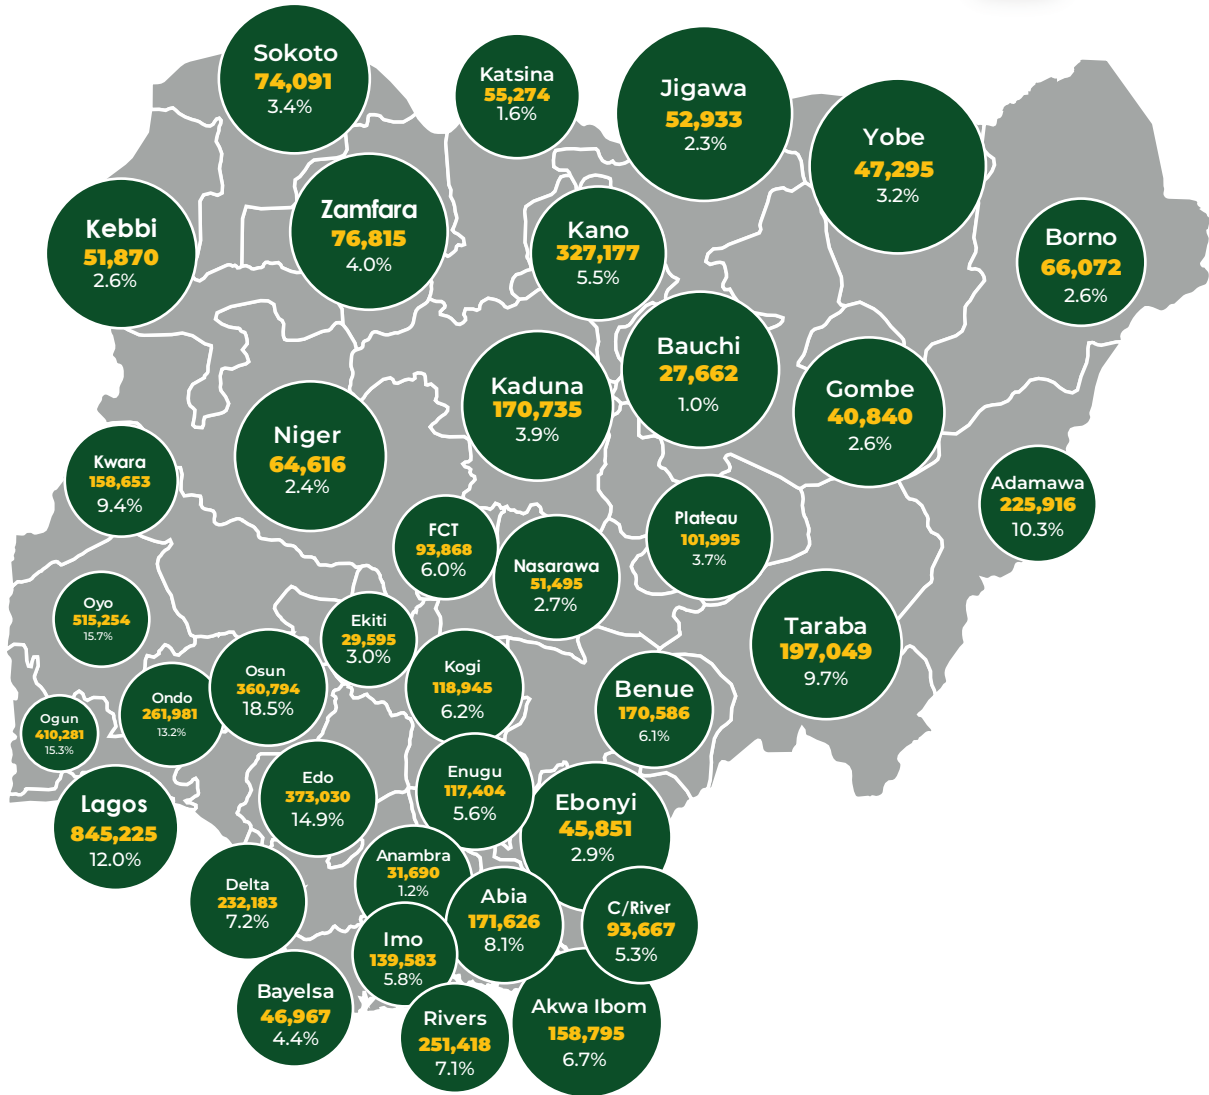 Sokoto
74,091
3.4%
Katsina
55,274
1.6%
Jigawa
52,933
2.3%
Yobe
47,295
3.2%
Kebbi
51,870
2.6%
Zamfara
76,815
4.0%
Kano
327,177
5.5%
Borno
66,072
2.6%
Bauchi
27,662
1.0%
Kaduna
170,735
3.9%
Gombe
40,840
2.6%
Niger
64,616
2.4%
Kwara
158,653
9.4%
Adamawa
225,916
10.3%
FCT
93,868
6.0%
Plateau
101,995
3.7%
Nasarawa
51,495
2.7%
Oyo
515,254
15.7%
Ekiti
29,595
3.0%
Taraba
197,049
9.7%
Osun
360,794
18.5%
Kogi
118,945
6.2%
Ondo
261,981
13.2%
Benue
170,586
6.1%
Ogun
410,281
15.3%
Edo
373,030
14.9%
Enugu
117,404
5.6%
Lagos
845,225
12.0%
Ebonyi
45,851
2.9%
Anambra
31,690
1.2%
Delta
232,183
7.2%
Abia
171,626
8.1%
C/River
93,667
5.3%
Imo
139,583
5.8%
Bayelsa
46,967
4.4%
Rivers
251,418
7.1%
Akwa Ibom
158,795
6.7%